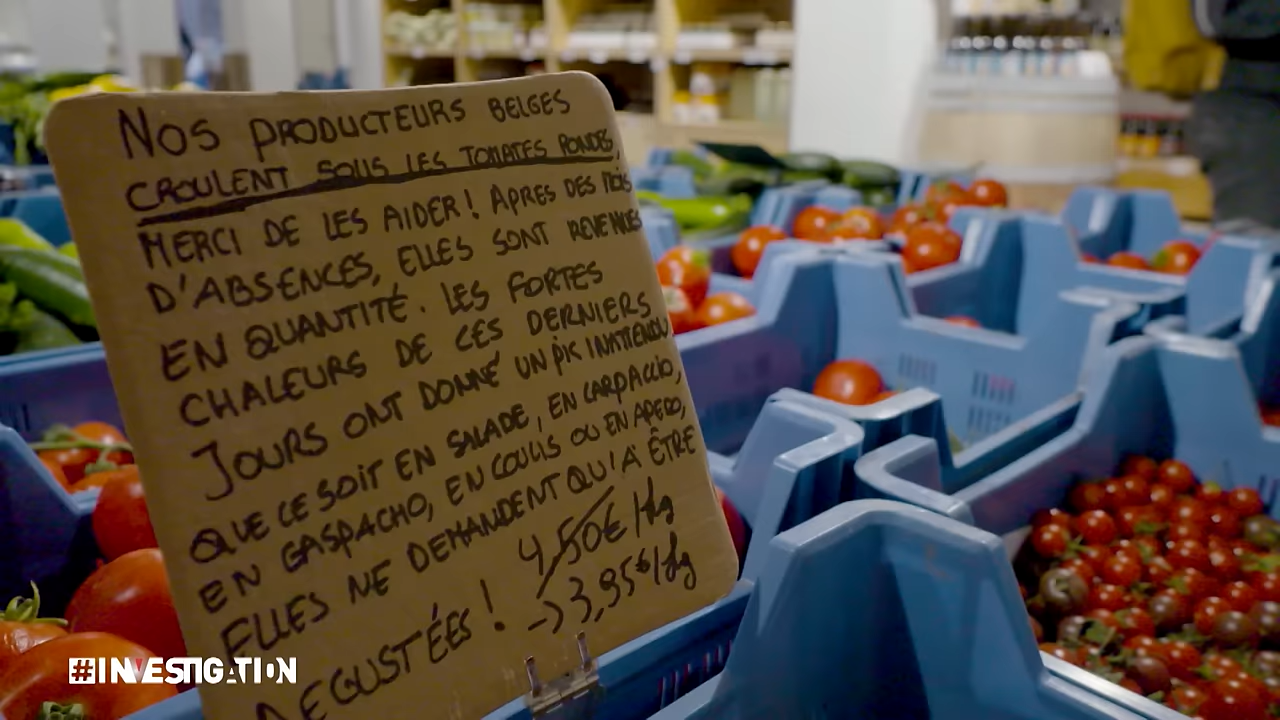 NOS PRODUCTEURS BELGES
CROULENT SOUS LES TOMATES RONDES,
MERCI DE LES AIDER ! APRES DES MOIS
D'ABSENCES, ELLES SONT REVENUES
EN QUANTITÉ. LES FORTES
CHALEURS DE CES DERNIERS
JOURS ONT DONNÉ UN PIC INATTENDU
QUE CE SOIT EN SALADE, EN CARPACCIO,
EN GASPACHO, EN COULIS OU EN APERO,
ELLES NE DEMANDENT QU'A ÊTRE
DEGUSTÉES !
4,50€/kg
-> 3,95€/kg
#INVESTIGATION